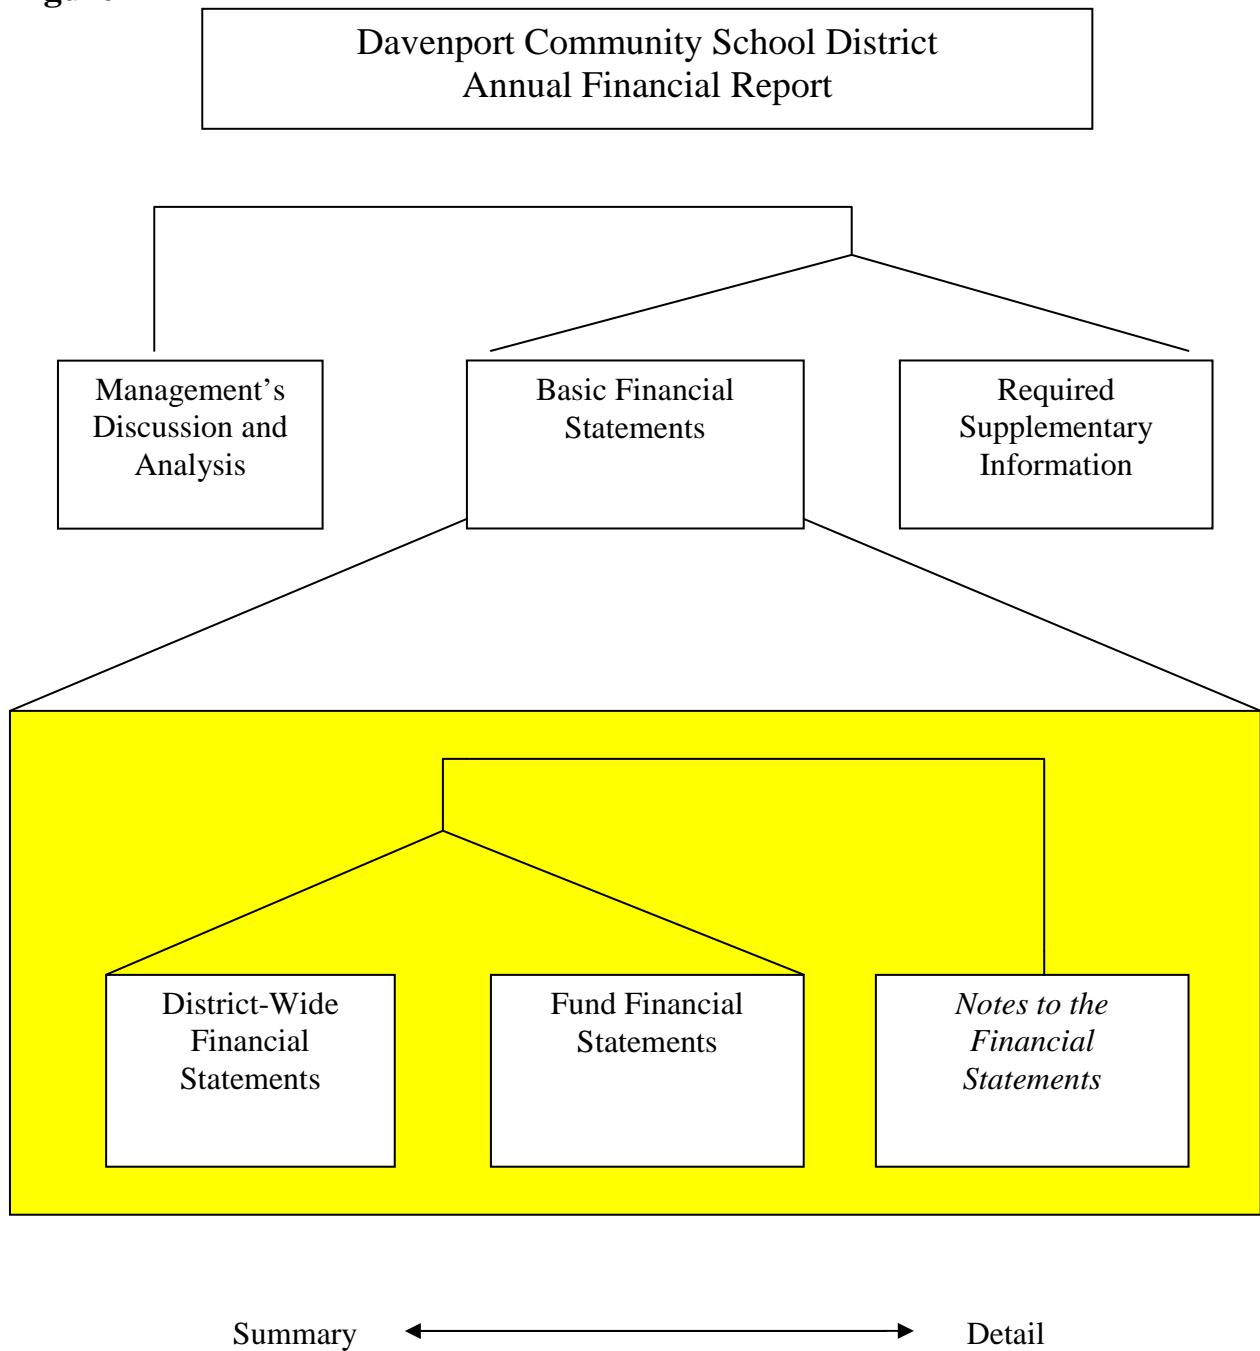 Davenport Community School District
Annual Financial Report
Management’s
Discussion and
Analysis
Basic Financial
Statements
Required
Supplementary
Information
District-Wide
Financial
Statements
Fund Financial
Statements
Notes to the
Financial
Statements
Summary
Detail